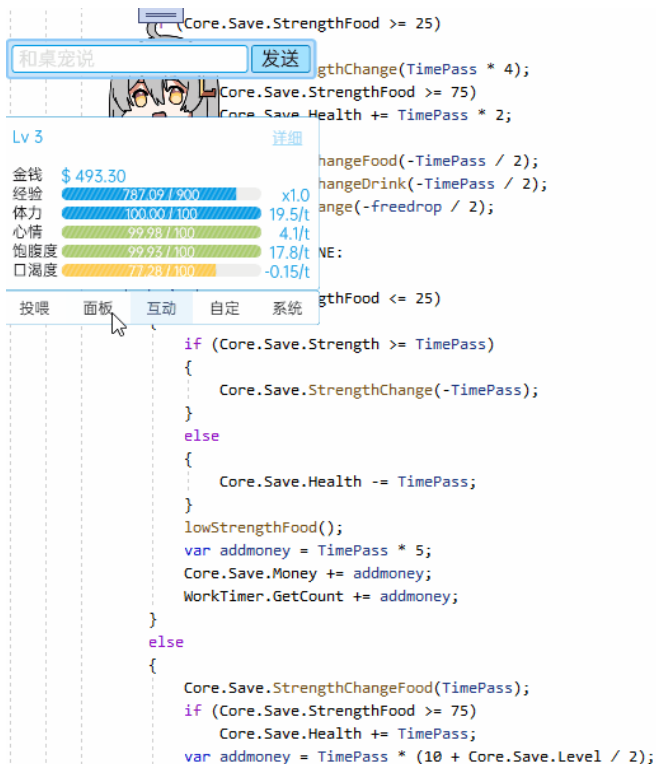 (Core.Save.StrengthFood >= 25)
和桌宠说 发送
gthChange(TimePass * 4);
Core.Save.StrengthFood >= 75)
Core.Save.Health += TimePass * 2;
Lv 3 详细
hangeFood(-TimePass / 2);
金钱 $ 493.30
hangeDrink(-TimePass / 2);
经验 787.09 / 900 x1.0
ange(-freedrop / 2);
体力 100.00 / 100 19.5/t
心情 99.98 / 100 4.1/t
饱腹度 99.93 / 100 17.8/t
NE:
口渴度 77.28 / 100 -0.15/t
gthFood <= 25)
投喂 面板 互动 自定 系统
{
if (Core.Save.Strength >= TimePass)
{
Core.Save.StrengthChange(-TimePass);
}
else
{
Core.Save.Health -= TimePass;
}
lowStrengthFood();
var addmoney = TimePass * 5;
Core.Save.Money += addmoney;
WorkTimer.GetCount += addmoney;
}
else
{
Core.Save.StrengthChangeFood(TimePass);
if (Core.Save.StrengthFood >= 75)
Core.Save.Health += TimePass;
var addmoney = TimePass * (10 + Core.Save.Level / 2);